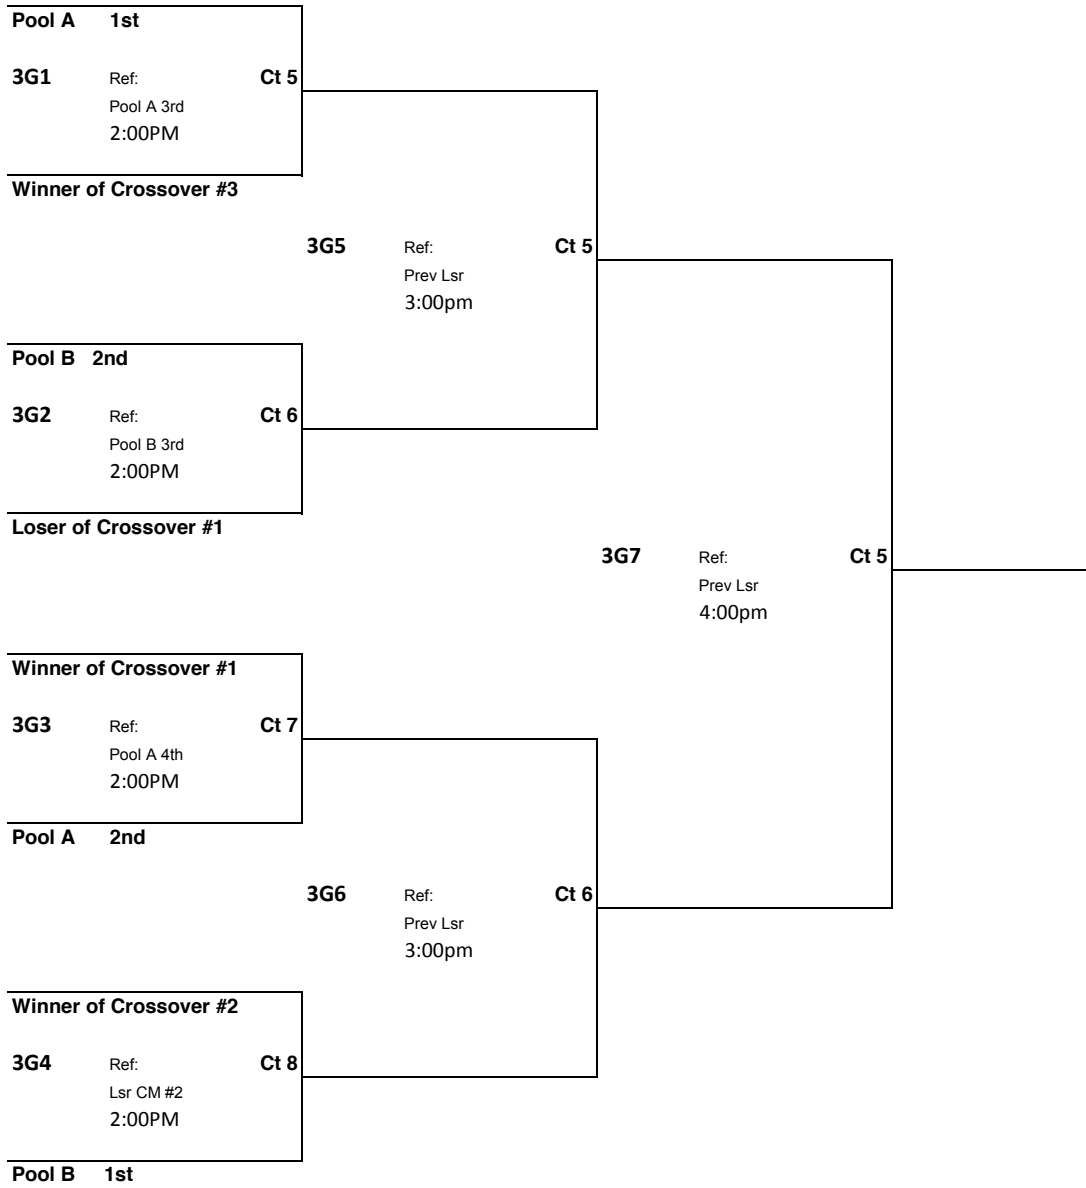 Pool A 1st
3G1 Ref: Ct 5
Pool A 3rd
2:00PM
Winner of Crossover #3
3G5 Ref: Ct 5
Prev Lsr
3:00pm
Pool B 2nd
3G2 Ref: Ct 6
Pool B 3rd
2:00PM
Loser of Crossover #1
3G7 Ref: Ct 5
Prev Lsr
4:00pm
Winner of Crossover #1
3G3 Ref: Ct 7
Pool A 4th
2:00PM
Pool A 2nd
3G6 Ref: Ct 6
Prev Lsr
3:00pm
Winner of Crossover #2
3G4 Ref: Ct 8
Lsr CM #2
2:00PM
Pool B 1st